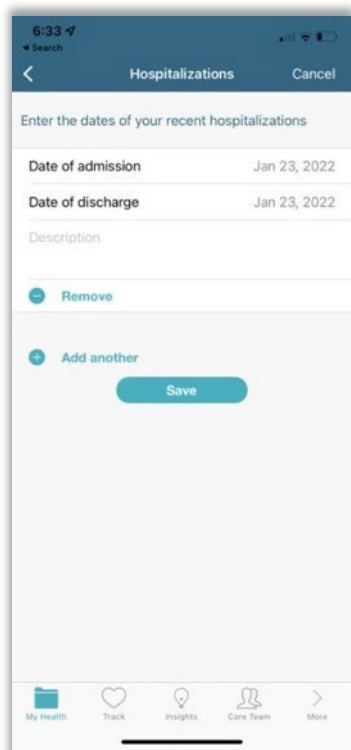 6:33
◀ Search
Hospitalizations Cancel
Enter the dates of your recent hospitalizations
Date of admission Jan 23, 2022
Date of discharge Jan 23, 2022
Description
Remove
Add another
Save
My Health Track Insights Care Team More